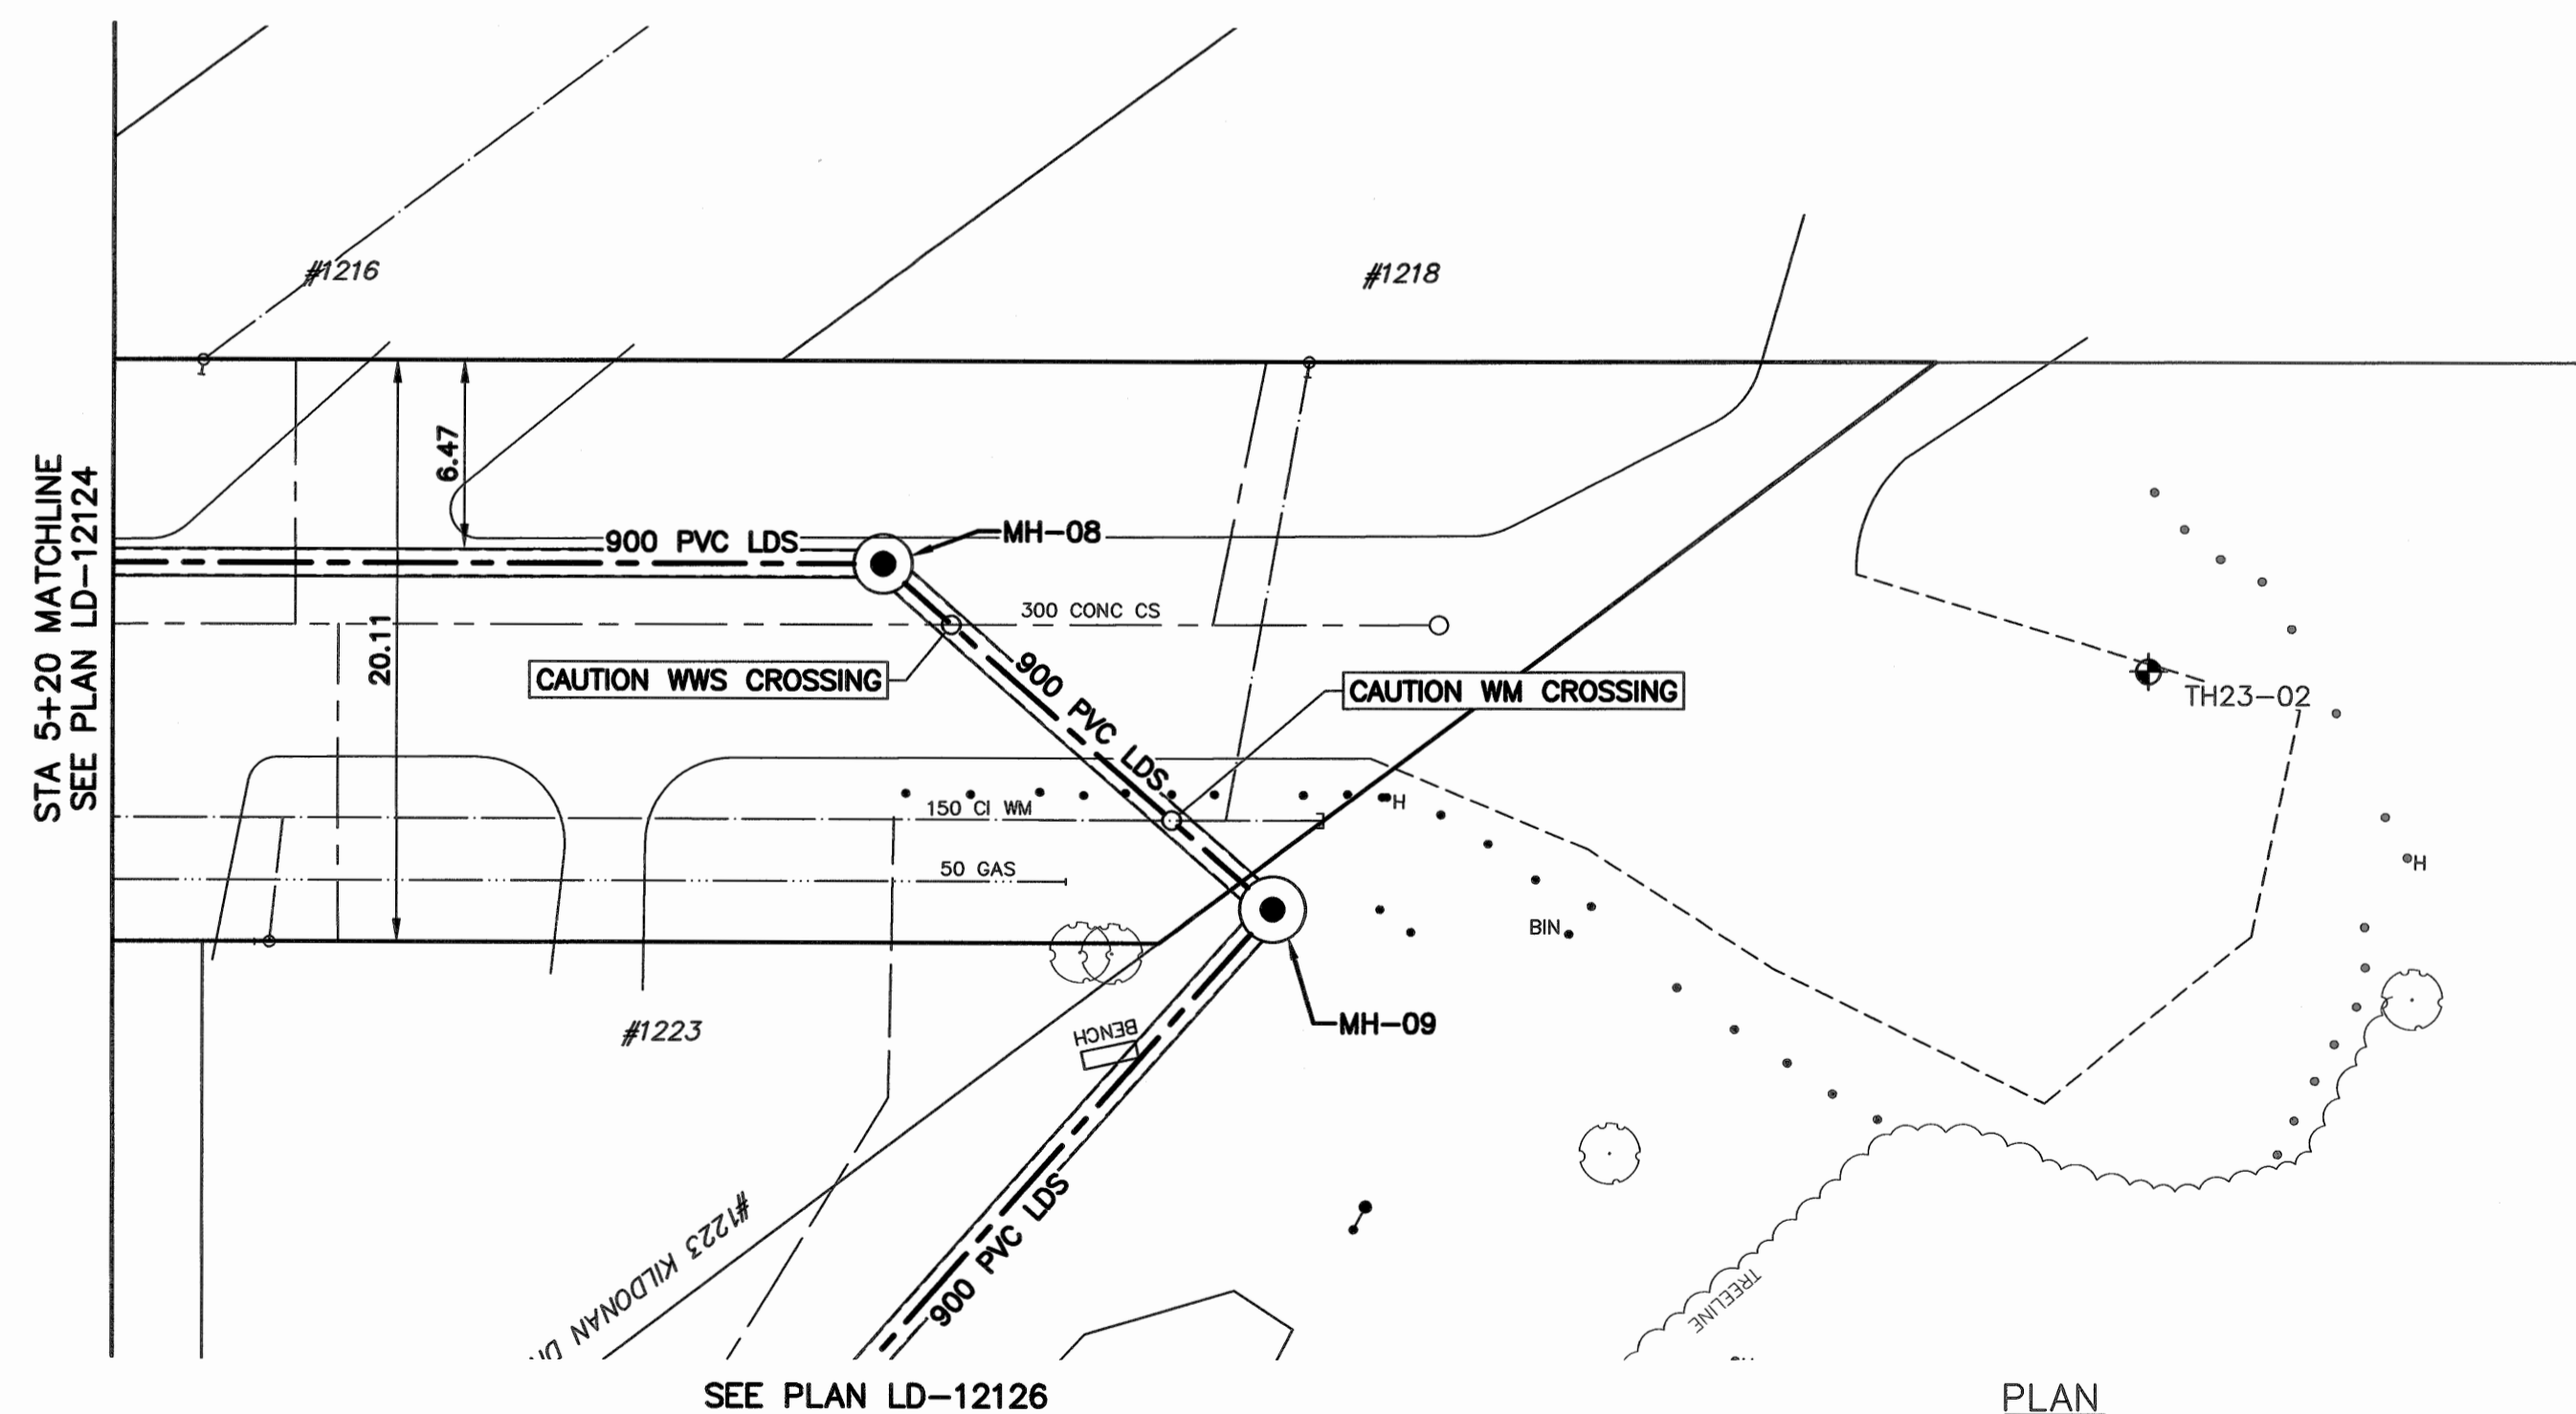 #1216
#1218
STA 5+20 MATCHLINE
SEE PLAN LD-12124
6.47
900 PVC LDS
MH-08
300 CONC CS
20.11
CAUTION WWS CROSSING
900 PVC LDS
CAUTION WM CROSSING
TH23-02
150 CI WM
H
H
50 GAS
BIN
#1223
BENCH
MH-09
#1223 KILDONAN
900 PVC LDS
TREELINE
SEE PLAN LD-12126
PLAN